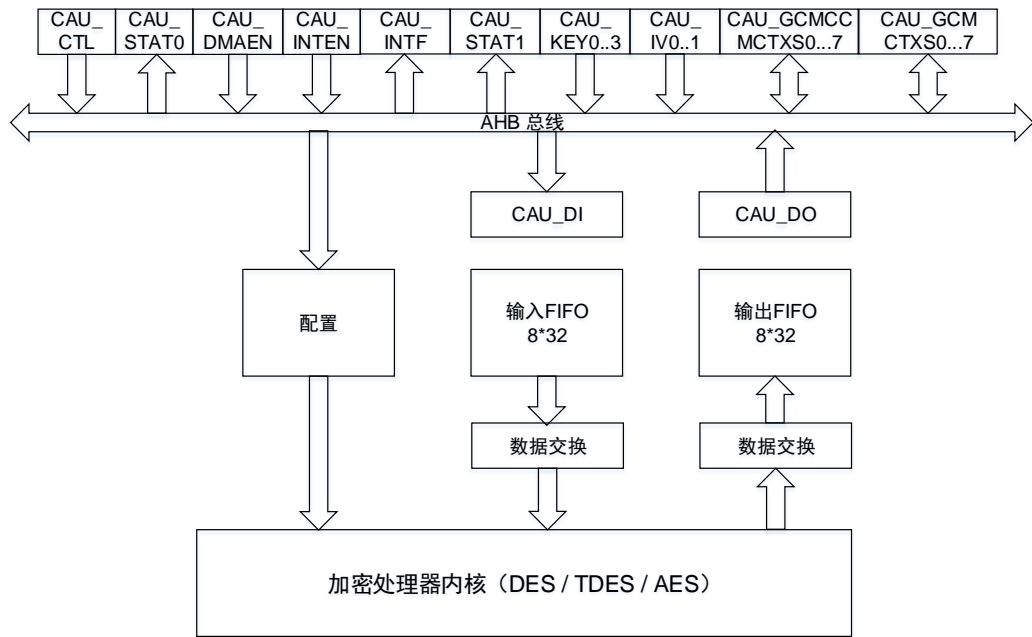 CAU_
CTL
CAU_
STAT0
CAU_
DMAEN
CAU_
INTEN
CAU_
INTF
CAU_
STAT1
CAU_
KEY0..3
CAU_
IV0..1
CAU_GCMCC
MCTXS0...7
CAU_GCM
CTXS0...7
AHB 总线
CAU_DI
CAU_DO
配置
输入FIFO
8*32
输出FIFO
8*32
数据交换
数据交换
加密处理器内核（DES / TDES / AES）